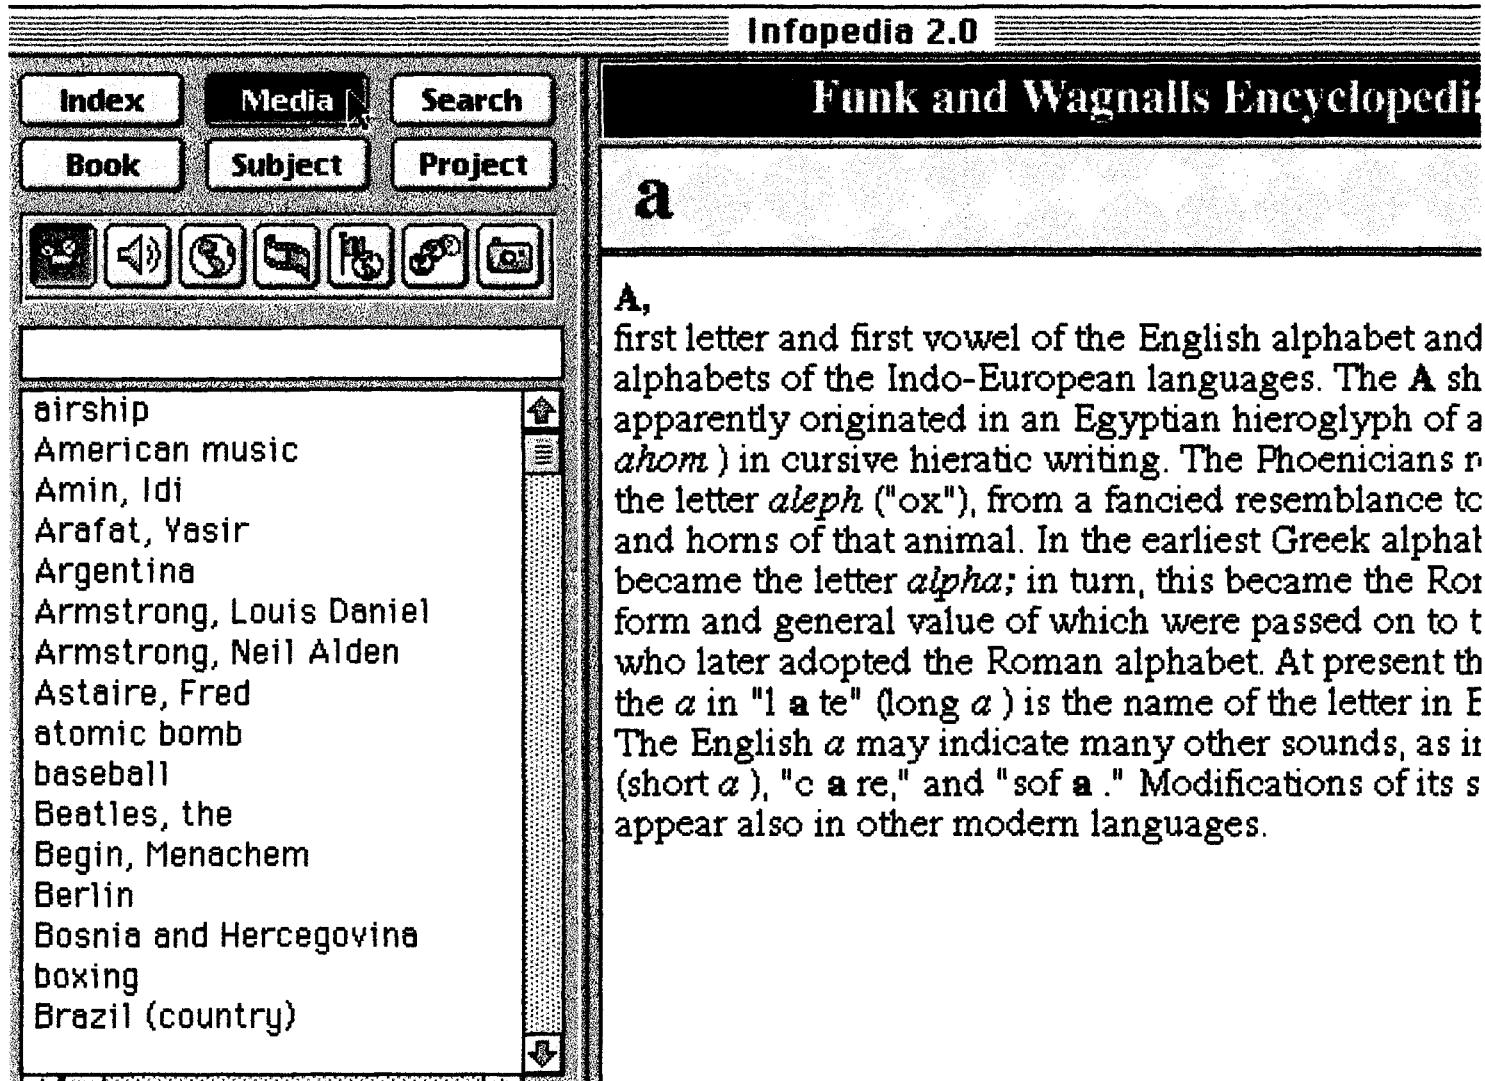 Infopedia 2.0
Index
Media
Search
Book
Subject
Project
airship
American music
Amin, Idi
Arafat, Yasir
Argentina
Armstrong, Louis Daniel
Armstrong, Neil Alden
Astaire, Fred
atomic bomb
baseball
Beatles, the
Begin, Menachem
Berlin
Bosnia and Hercegovina
boxing
Brazil (country)
Funk and Wagnalls
a
A,
first letter and first vowel of the English alphabet and
alphabets of the Indo-European languages. The A
apparently originated in an Egyptian hieroglyph of a
ahom ) in cursive hieratic writing. The Phoenicians
the letter aleph ("ox"), from a fancied resemblance
and horns of that animal. In the earliest Greek
became the letter alpha; in turn, this became the
form and general value of which were passed on to
who later adopted the Roman alphabet. At present
the a in "l a te" (long a ) is the name of the letter in
The English a may indicate many other sounds, as
(short a ), "c a re," and "sof a ." Modifications of its
appear also in other modern languages.